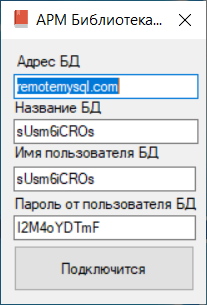 АРМ Библиотека...
Адрес БД
remotemysql.com
Название БД
sUsm6iCROs
Имя пользователя БД
sUsm6iCROs
Пароль от пользователя БД
I2M4oYDTmF
Подключится